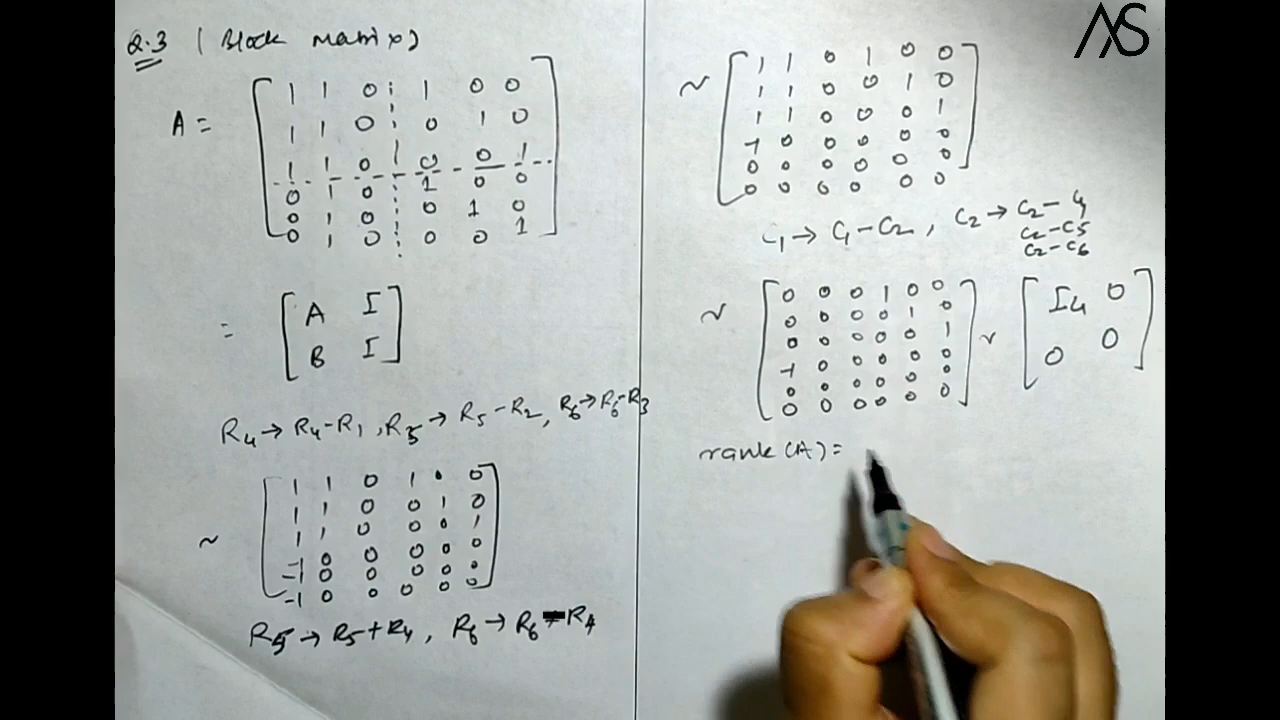 Q.3 (Block matrix)
A = [ 1 1 0 1 0 0
1 1 0 0 1 0
1 1 0 0 0 1
0 1 0 1 0 0
0 1 0 0 1 0
0 1 0 0 0 1 ]
= [ A I
B I ]
R4 → R4 - R1 , R5 → R5 - R2 , R6 → R6 - R3
~ [ 1 1 0 1 0 0
1 1 0 0 1 0
1 1 0 0 0 1
-1 0 0 0 0 0
-1 0 0 0 0 0
-1 0 0 0 0 0 ]
R5 → R5 + R4 , R6 → R6 - R4
~ [ 1 1 0 1 0 0
1 1 0 0 1 0
1 1 0 0 0 1
-1 0 0 0 0 0
0 0 0 0 0 0
0 0 0 0 0 0 ]
C1 → C1 - C2 , C2 → C2 - C4
C2 - C5
C2 - C6
~ [ 0 0 0 1 0 0
0 0 0 0 1 0
0 0 0 0 0 1
-1 0 0 0 0 0
0 0 0 0 0 0
0 0 0 0 0 0 ] ~ [ I4 0
0 0 ]
rank (A) =
AS